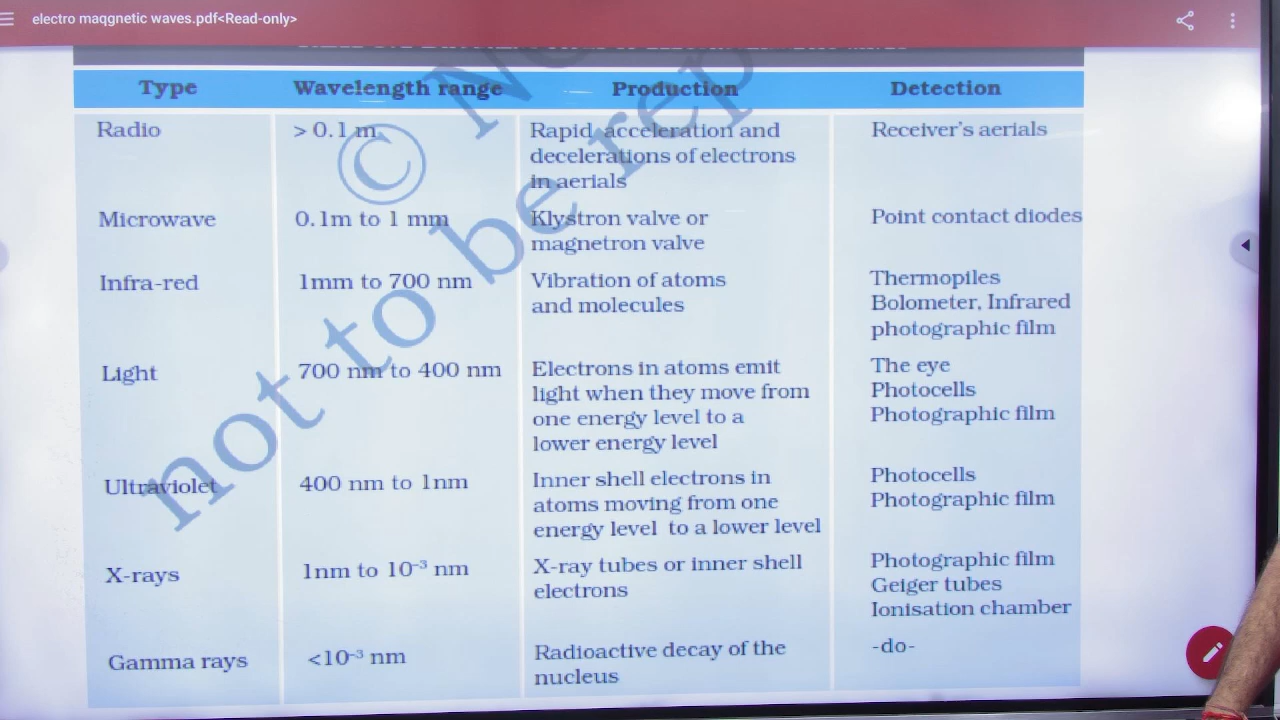 electro maqgnetic waves.pdf<Read-only>
Type Wavelength range Production Detection
Radio > 0.1 m Rapid acceleration and Receiver's aerials
decelerations of electrons
in aerials
Microwave 0.1m to 1 mm Klystron valve or Point contact diodes
magnetron valve
Infra-red 1mm to 700 nm Vibration of atoms Thermopiles
and molecules Bolometer, Infrared
photographic film
Light 700 nm to 400 nm Electrons in atoms emit The eye
light when they move from Photocells
one energy level to a Photographic film
lower energy level
Ultraviolet 400 nm to 1nm Inner shell electrons in Photocells
atoms moving from one Photographic film
energy level to a lower level
X-rays 1nm to 10⁻³ nm X-ray tubes or inner shell Photographic film
electrons Geiger tubes
Ionisation chamber
Gamma rays <10⁻³ nm Radioactive decay of the -do-
nucleus
©
not to be rep